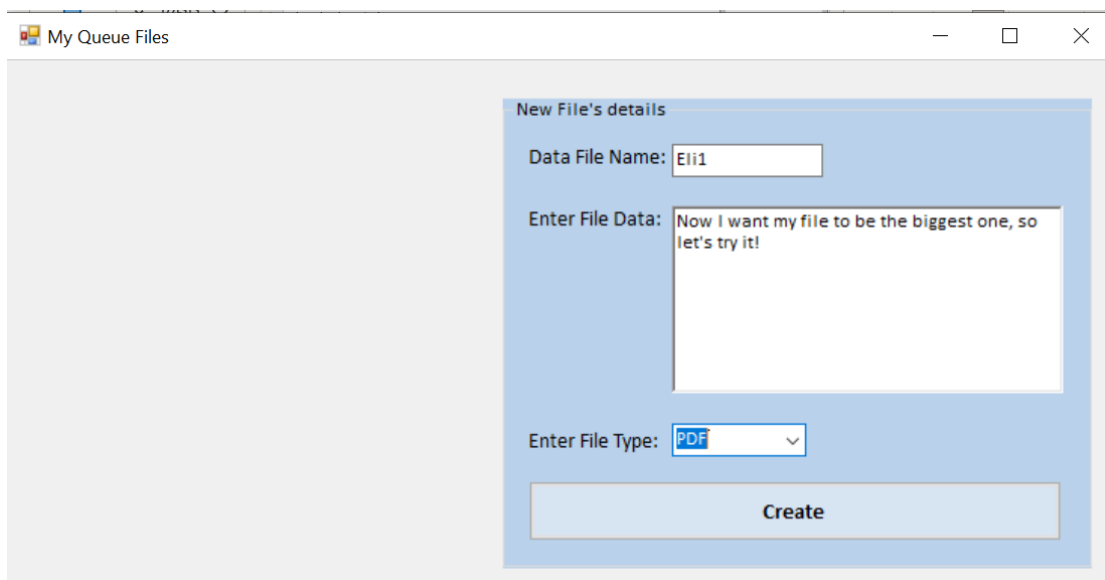 My Queue Files
New File's details
Data File Name: Eli1
Enter File Data: Now I want my file to be the biggest one, so
let's try it!
Enter File Type: PDF
Create